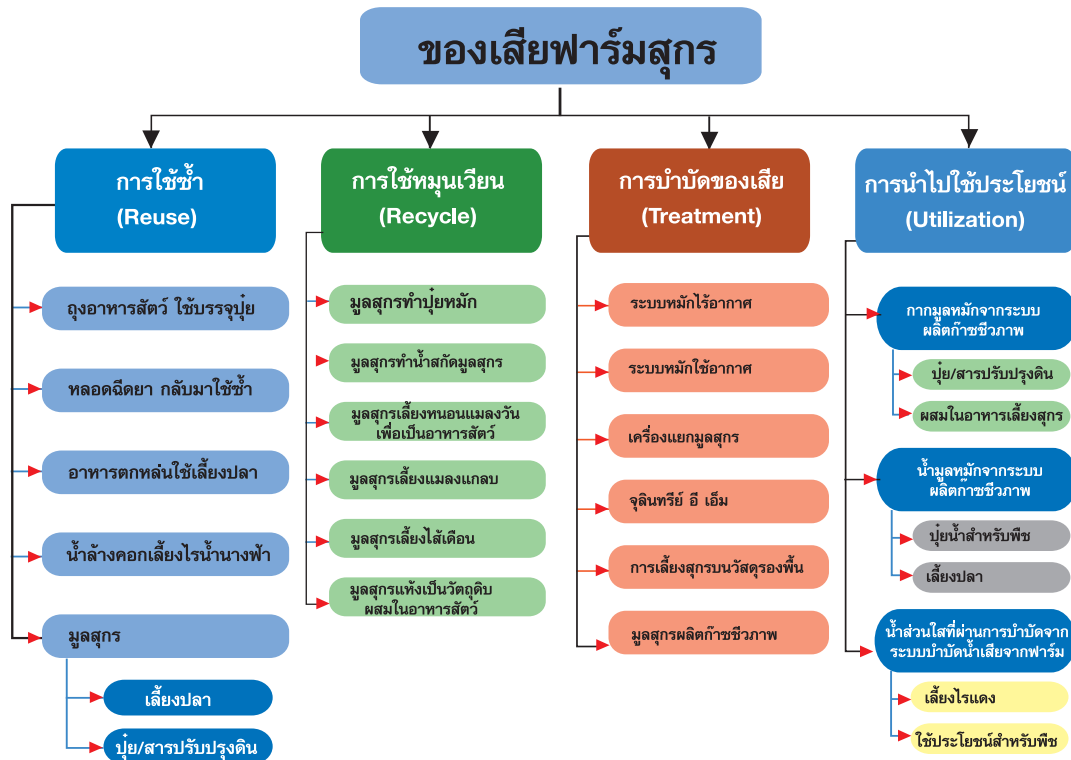 ของเสียฟาร์มสุกร
การใช้ซ้ำ
(Reuse)
ถุงอาหารสัตว์ ใช้บรรจุปุ๋ย
หลอดฉีดยา กลับมาใช้ซ้ำ
อาหารตกหล่นใช้เลี้ยงปลา
น้ำล้างคอกเลี้ยงไรน้ำนางฟ้า
มูลสุกร
เลี้ยงปลา
ปุ๋ย/สารปรับปรุงดิน
การใช้หมุนเวียน
(Recycle)
มูลสุกรทำปุ๋ยหมัก
มูลสุกรทำน้ำสกัดมูลสุกร
มูลสุกรเลี้ยงหนอนแมลงวัน
เพื่อเป็นอาหารสัตว์
มูลสุกรเลี้ยงแมลงแกลบ
มูลสุกรเลี้ยงไส้เดือน
มูลสุกรแห้งเป็นวัตถุดิบ
ผสมในอาหารสัตว์
การบำบัดของเสีย
(Treatment)
ระบบหมักไร้อากาศ
ระบบหมักใช้อากาศ
เครื่องแยกมูลสุกร
จุลินทรีย์ อี เอ็ม
การเลี้ยงสุกรบนวัสดุรองพื้น
มูลสุกรผลิตก๊าซชีวภาพ
การนำไปใช้ประโยชน์
(Utilization)
กากมูลหมักจากระบบ
ผลิตก๊าซชีวภาพ
ปุ๋ย/สารปรับปรุงดิน
ผสมในอาหารเลี้ยงสุกร
น้ำมูลหมักจากระบบ
ผลิตก๊าซชีวภาพ
ปุ๋ยน้ำสำหรับพืช
เลี้ยงปลา
น้ำส่วนใสที่ผ่านการบำบัดจาก
ระบบบำบัดน้ำเสียจากฟาร์ม
เลี้ยงไรแดง
ใช้ประโยชน์สำหรับพืช